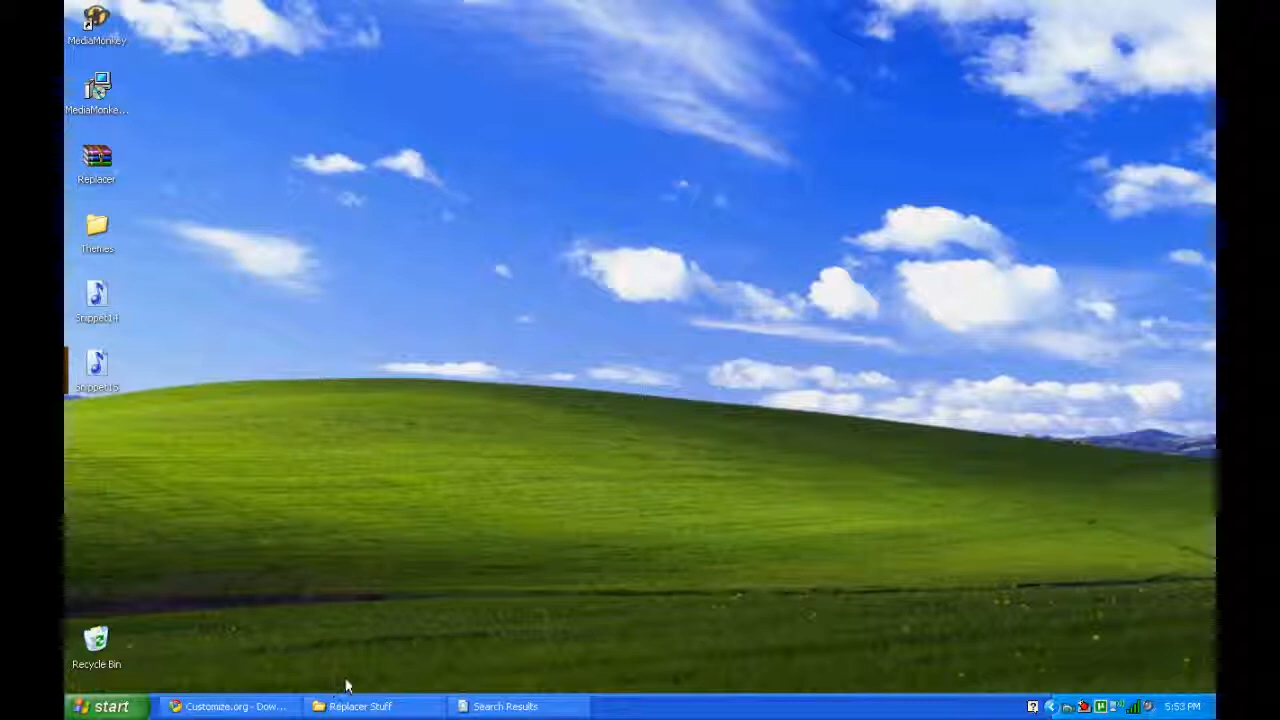 MediaMonkey
MediaMonke...
Replacer
Themes
Snippet14
Snippet15
Recycle Bin
start
Customize.org - Dow...
Replacer Stuff
Search Results
5:53 PM